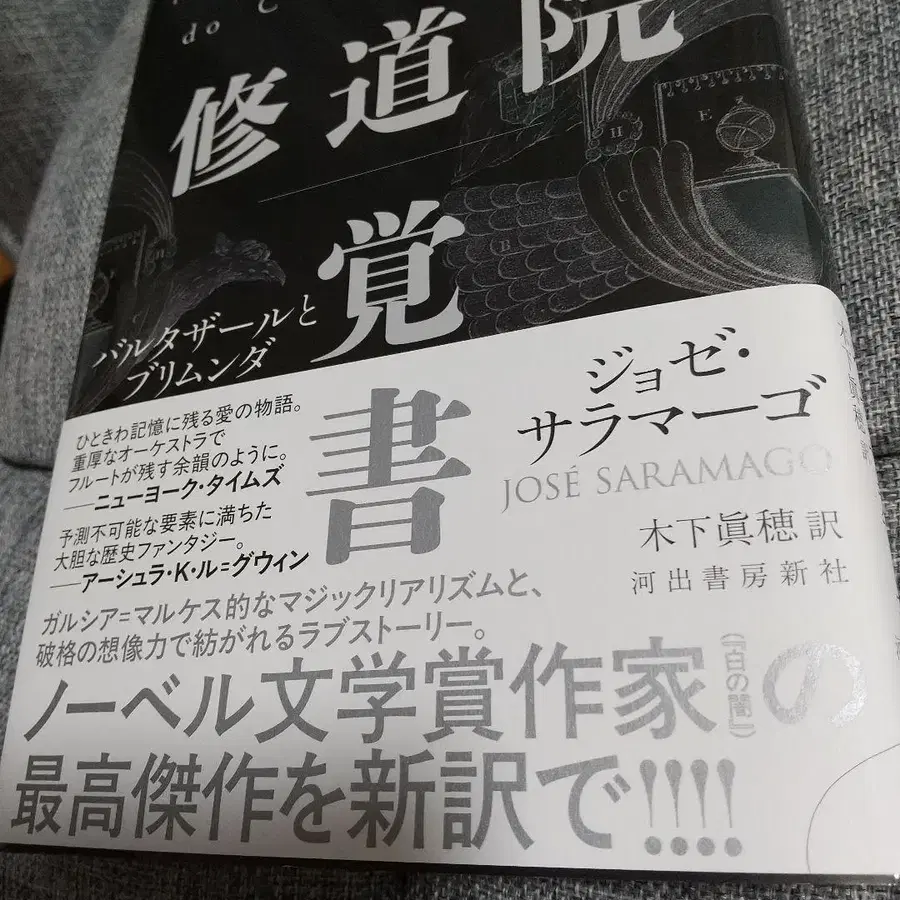 do C
修道院
覚書
バルタザールと
ブリムンダ
ジョゼ・
サラマーゴ
JOSÉ SARAMAGO
木下眞穂 訳
河出書房新社
ひときわ記憶に残る愛の物語。
重厚なオーケストラで
フルートが残す余韻のように。
——ニューヨーク・タイムズ
予測不可能な要素に満ちた
大胆な歴史ファンタジー。
——アーシュラ・K・ル=グウィン
ガルシア=マルケス的なマジックリアリズムと、
破格の想像力で紡がれるラブストーリー。
ノーベル文学賞作家(『白の闇』)の
最高傑作を新訳で!!!!
H
E
C
B